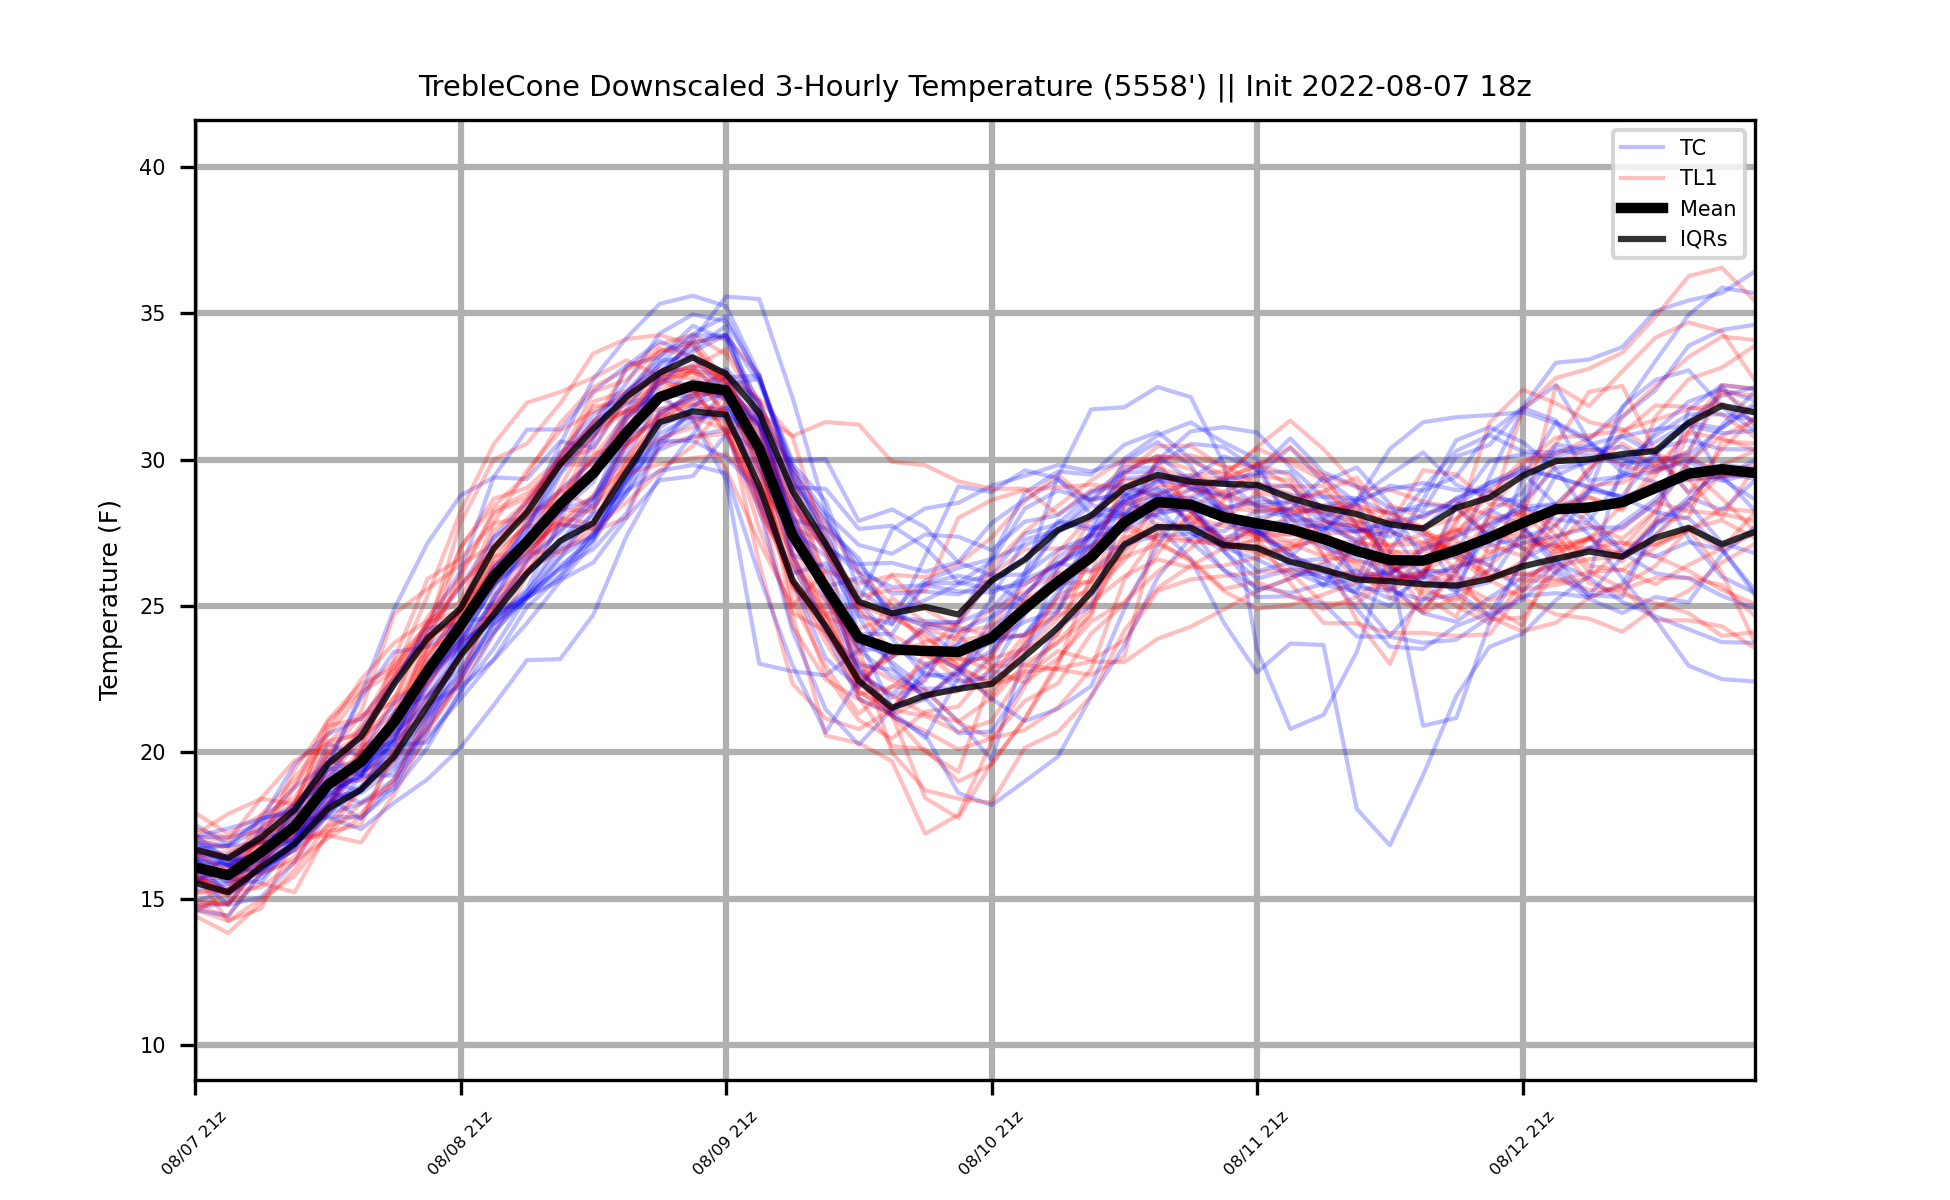 TrebleCone Downscaled 3-Hourly Temperature (5558') || Init 2022-08-07 18z
TC
TL1
Mean
IQRs
Temperature (F)
40
35
30
25
20
15
10
08/07 21z
08/08 21z
08/09 21z
08/10 21z
08/11 21z
08/12 21z